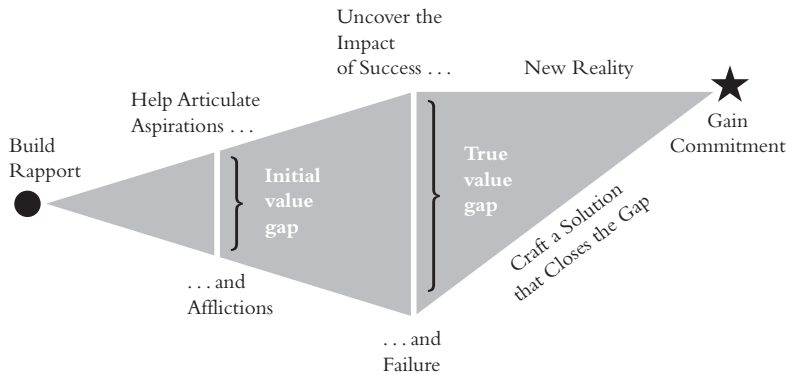 Build
Rapport
Help Articulate
Aspirations . . .
. . . and
Afflictions
Initial
value
gap
Uncover the
Impact
of Success . . .
. . . and
Failure
True
value
gap
New Reality
Craft a Solution
that Closes the Gap
Gain
Commitment